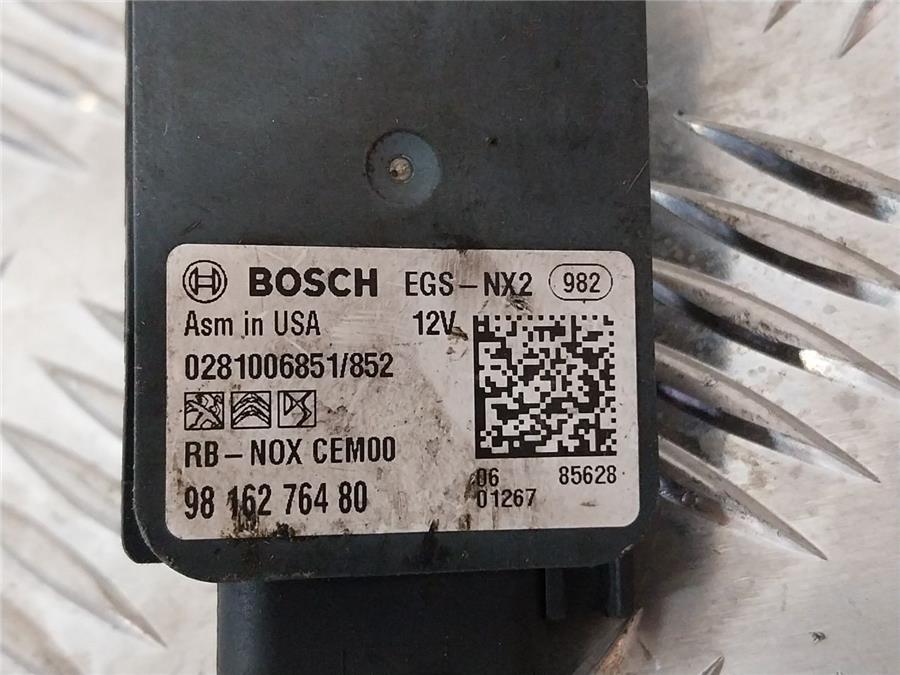 BOSCH EGS-NX2 982
Asm in USA 12V
0281006851/852
RB-NOX CEM00
98 162 764 80
06 85628
01267